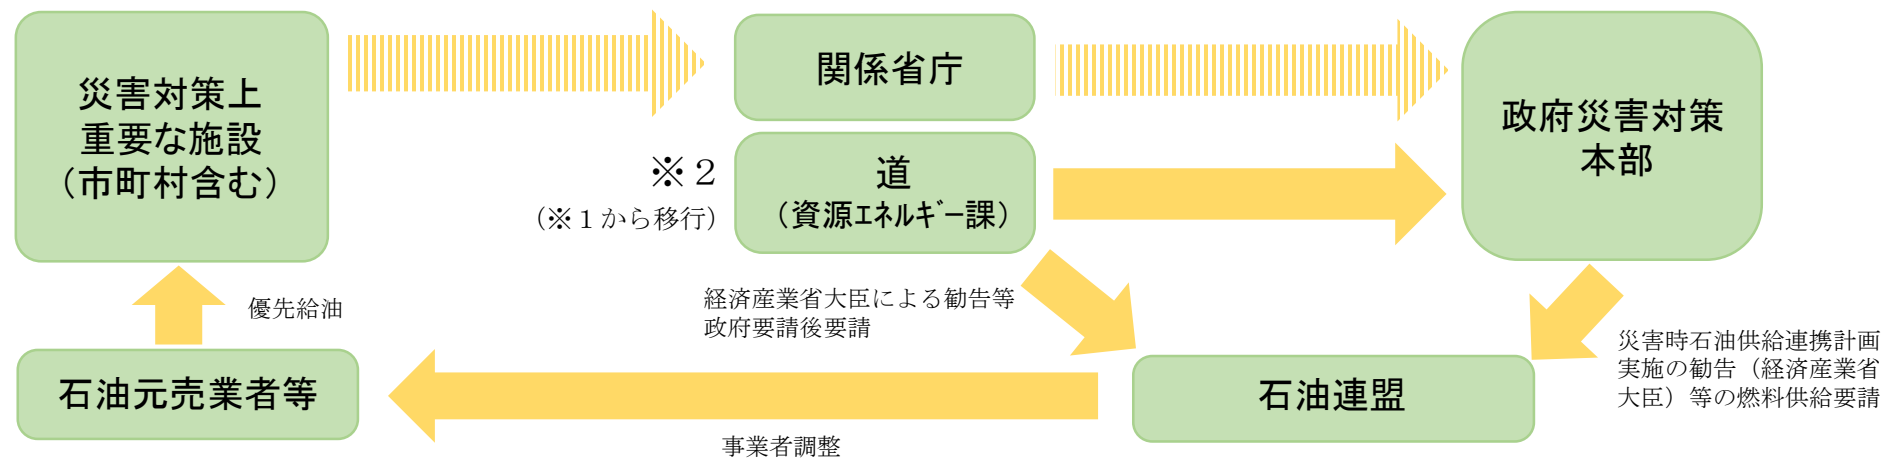 災害対策上
重要な施設
（市町村含む）
関係省庁
※２
（※１から移行）
道
（資源ｴﾈﾙｷﾞｰ課）
政府災害対策
本部
優先給油
経済産業省大臣による勧告等
政府要請後要請
災害時石油供給連携計画
実施の勧告（経済産業省
大臣）等の燃料供給要請
石油元売業者等
石油連盟
事業者調整